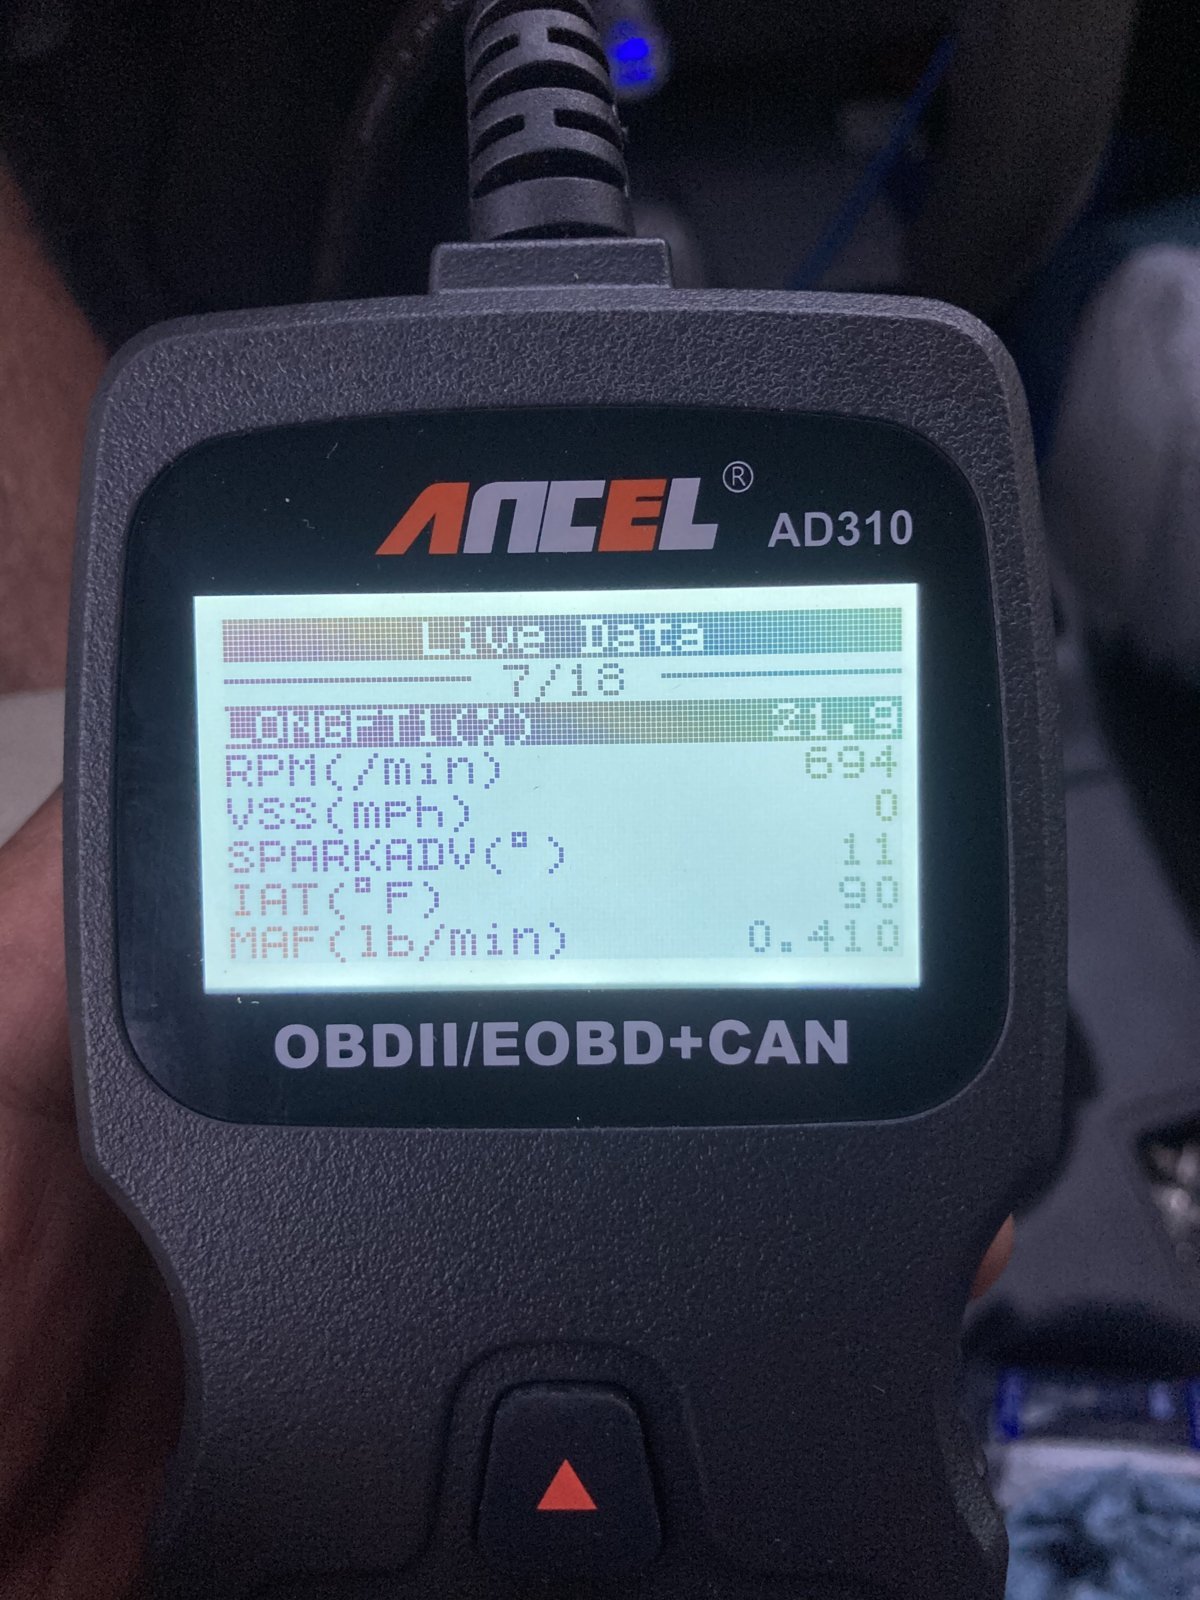 ANCEL®
AD310
Live Data
7/16
LONGFT1(%) 21.9
RPM(/min) 694
VSS(mph) 0
SPARKADV(°) 11
IAT(°F) 90
MAF(lb/min) 0.410
OBDII/EOBD+CAN